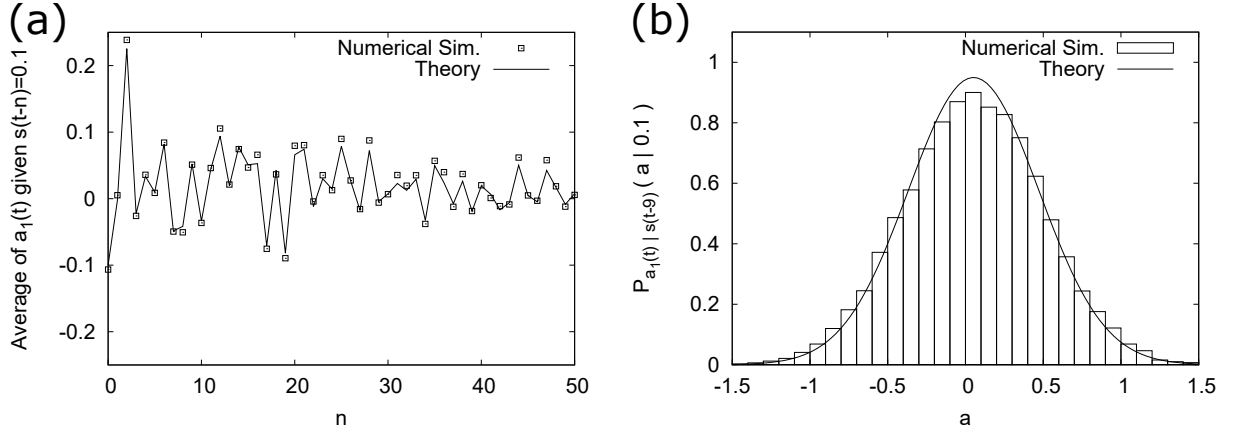 (a)
Average of a1(t) given s(t-n)=0.1
0.2
0.1
0
-0.1
-0.2
Numerical Sim.
Theory
0
10
20
30
40
50
n
(b)
P a1(t) | s(t-9) ( a | 0.1 )
1
0.8
0.6
0.4
0.2
0
Numerical Sim.
Theory
-1.5
-1
-0.5
0
0.5
1
1.5
a